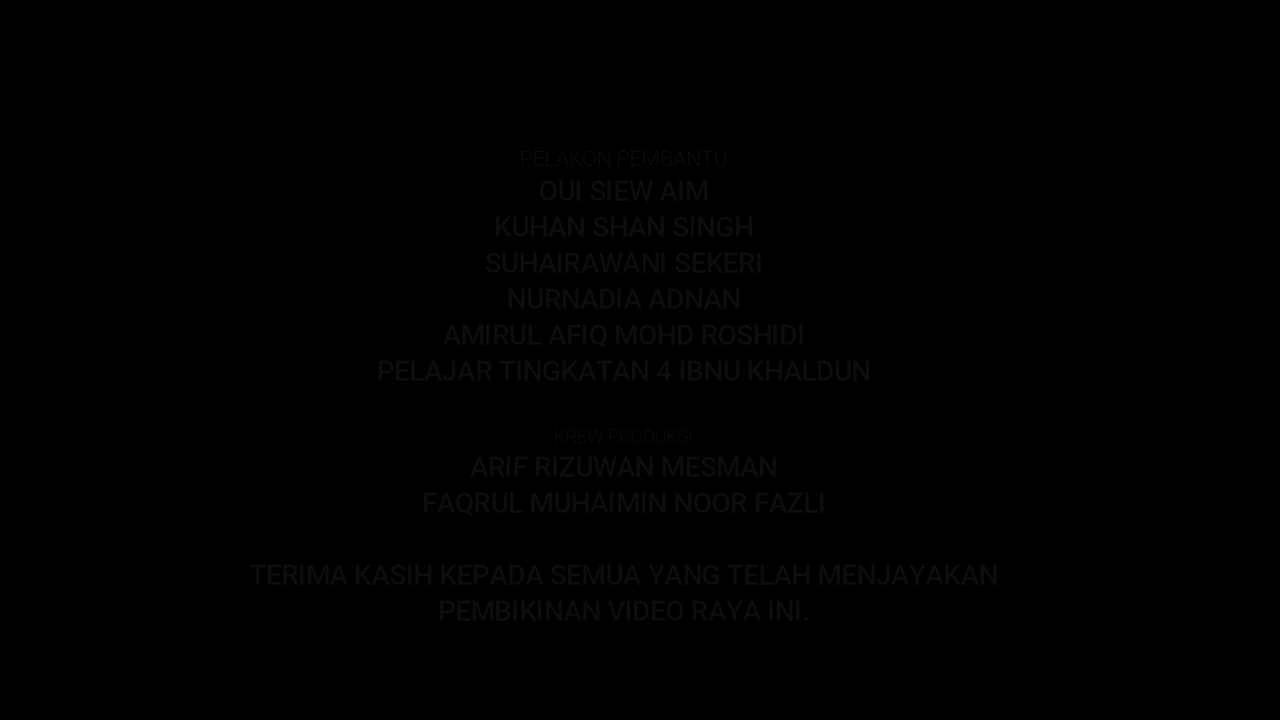 PELAKON PEMBANTU
OUI SIEW AIM
KUHAN SHAN SINGH
SUHAIRAWANI SEKERI
NURNADIA ADNAN
AMIRUL AFIQ MOHD ROSHIDI
PELAJAR TINGKATAN 4 IBNU KHALDUN
KREW PRODUKSI
ARIF RIZUWAN MESMAN
FAQRUL MUHAIMIN NOOR FAZLI
TERIMA KASIH KEPADA SEMUA YANG TELAH MENJAYAKAN
PEMBIKINAN VIDEO RAYA INI.